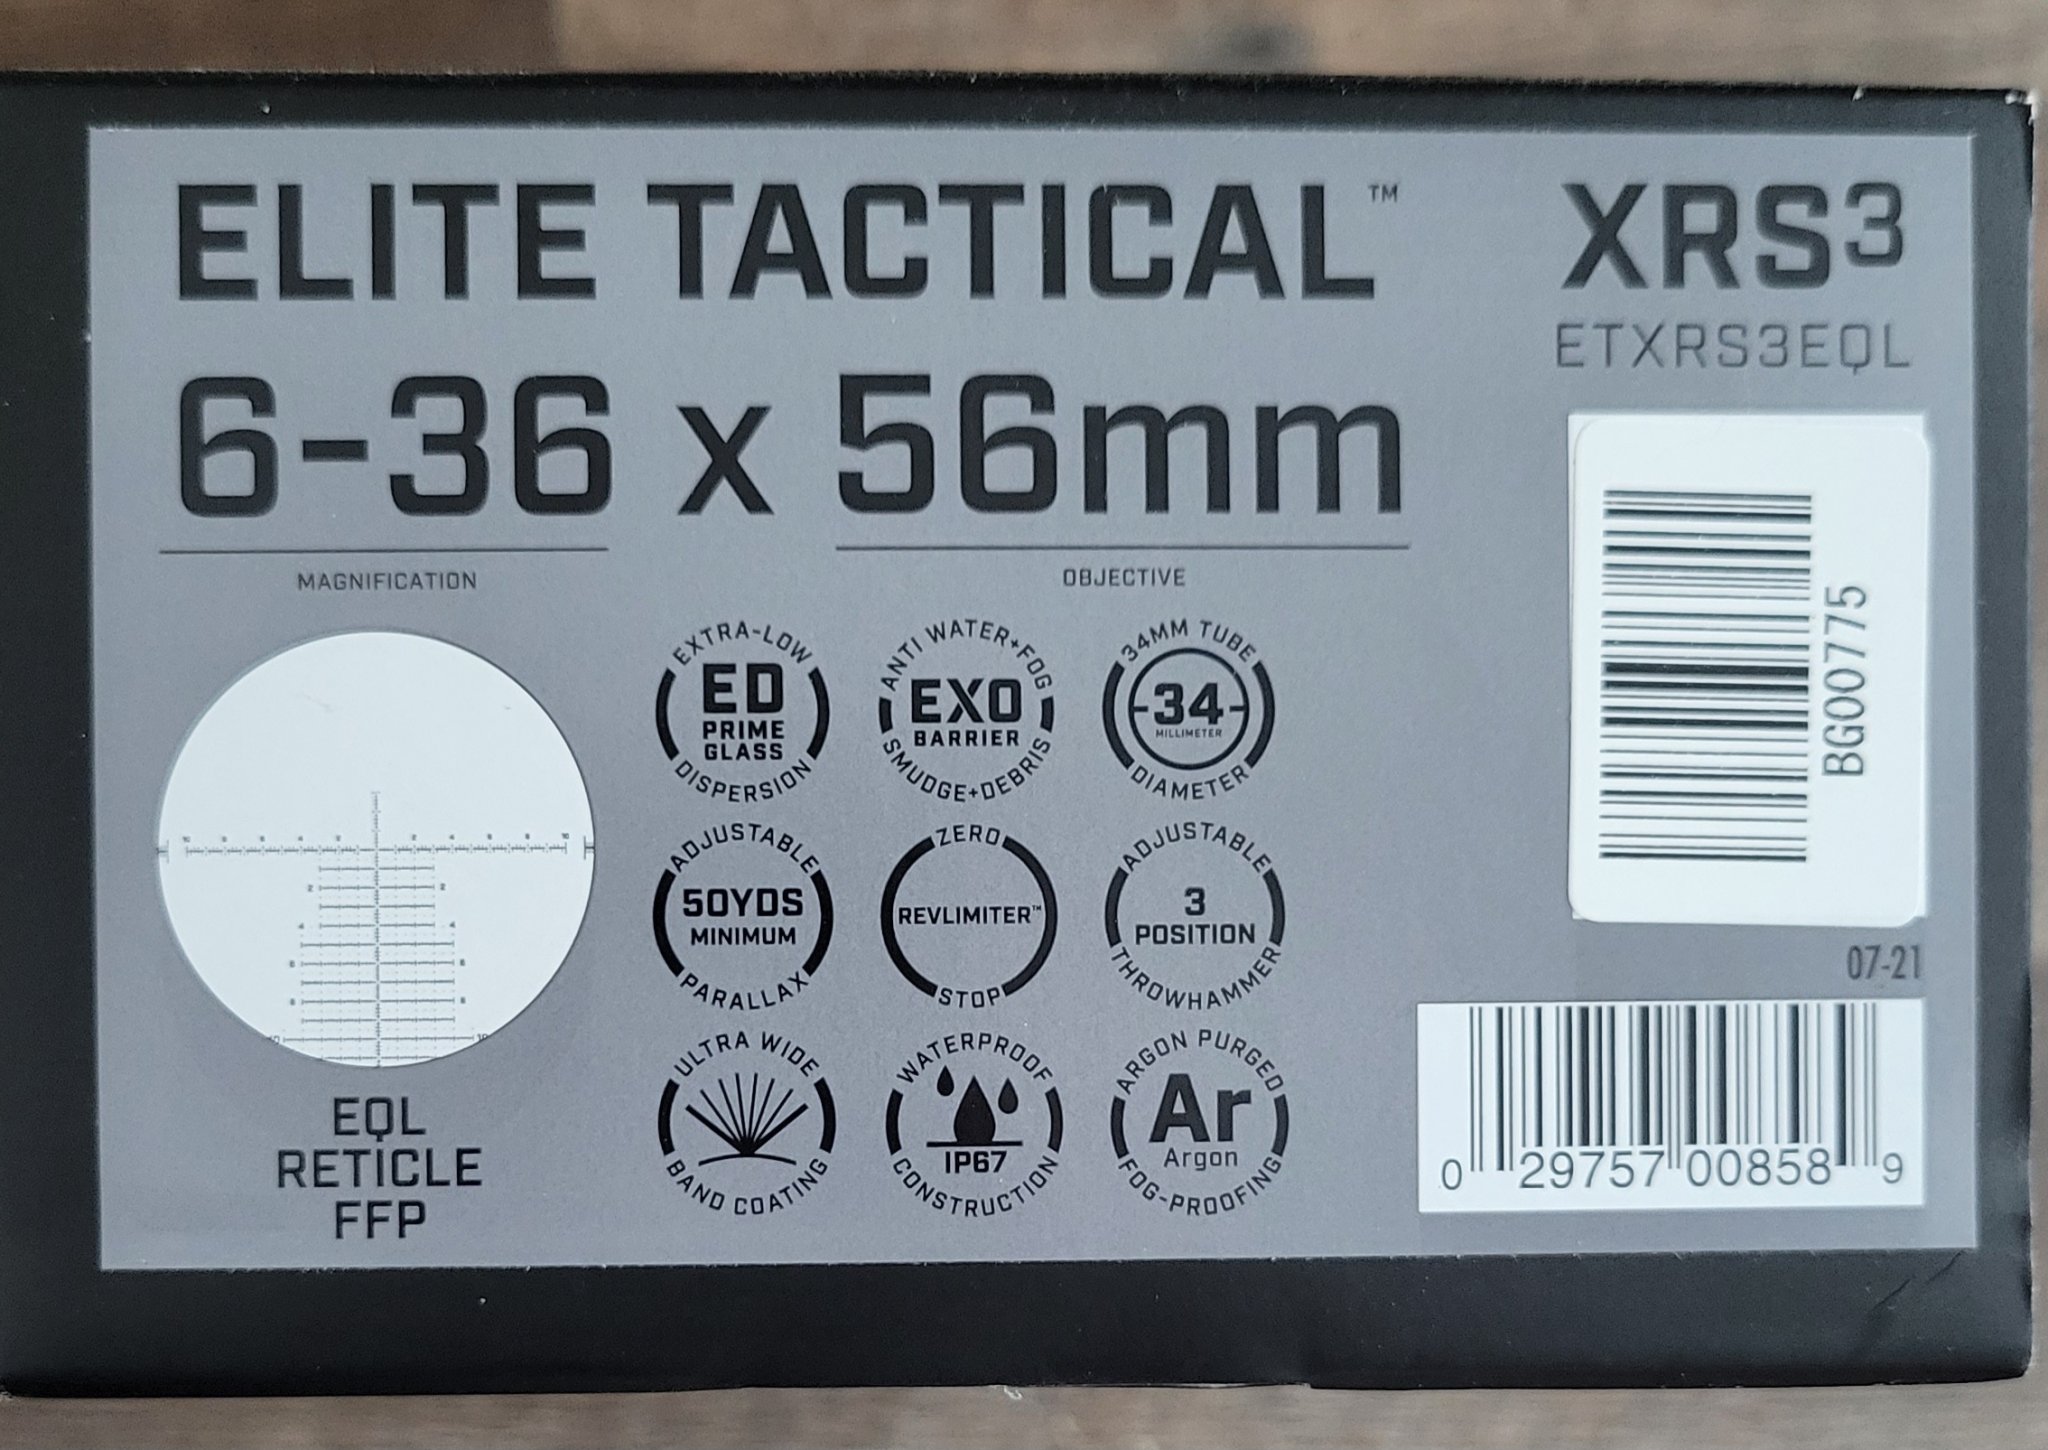 ELITE TACTICAL™
XRS3
ETXRS3EQL
6-36 x 56mm
MAGNIFICATION
OBJECTIVE
EXTRA-LOW
ED
PRIME
GLASS
DISPERSION
ANTI WATER+FOG
EXO
BARRIER
SMUDGE+DEBRIS
34MM TUBE
34
MILLIMETER
DIAMETER
BG00775
ADJUSTABLE
50YDS
MINIMUM
PARALLAX
ZERO
REVLIMITER™
STOP
ADJUSTABLE
3
POSITION
THROWHAMMER
07-21
ULTRA WIDE
BAND COATING
WATERPROOF
IP67
CONSTRUCTION
ARGON PURGED
Ar
Argon
FOG-PROOFING
0 29757 00858 9
EQL
RETICLE
FFP